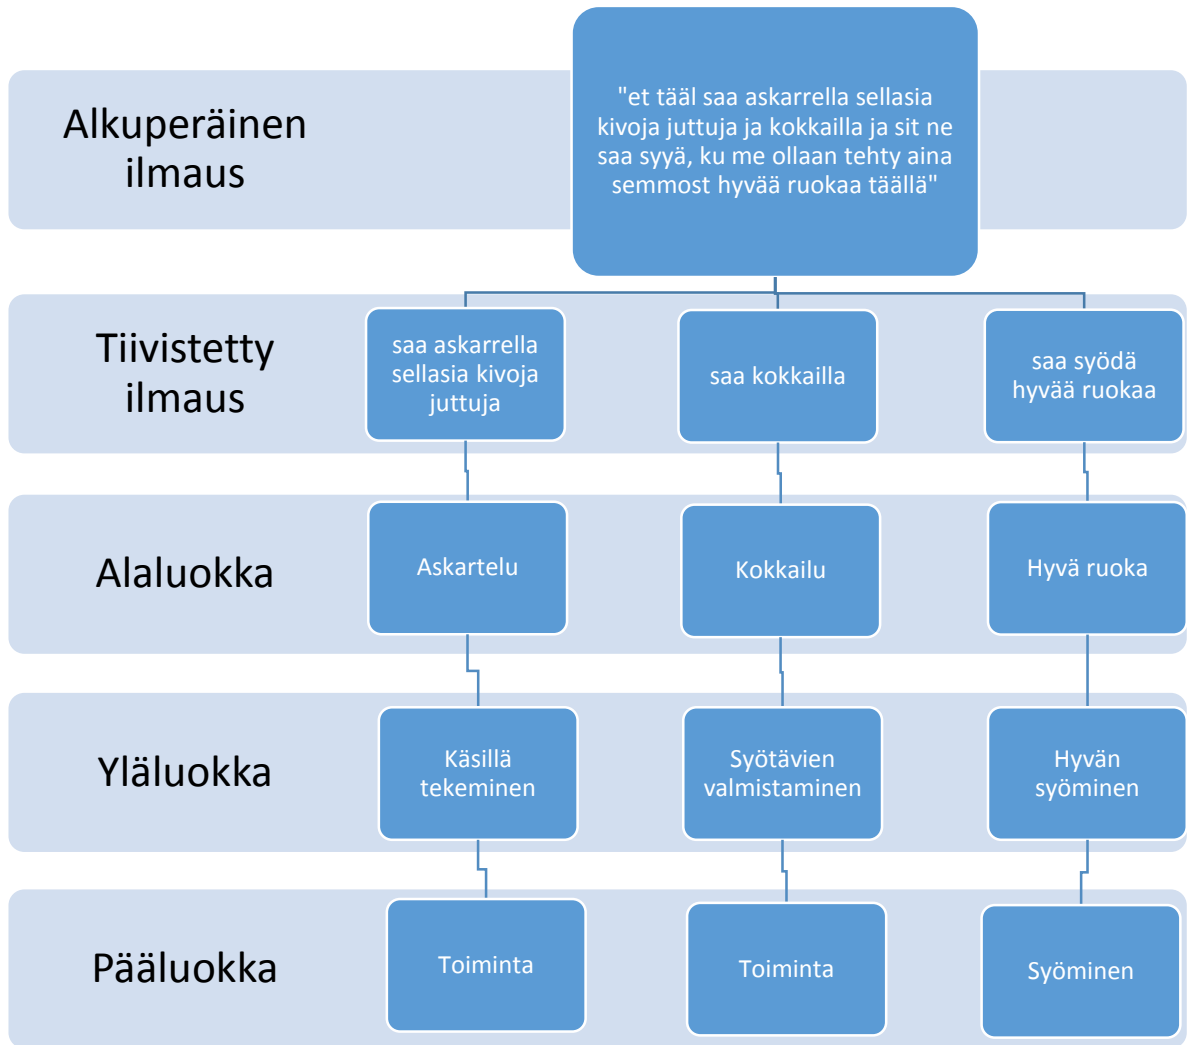 Alkuperäinen
ilmaus
"et tääl saa askarrella sellasia
kivoja juttuja ja kokkailla ja sit ne
saa syyä, ku me ollaan tehty aina
semmost hyvää ruokaa täällä"
Tiivistetty
ilmaus
saa askarrella
sellasia kivoja
juttuja
saa kokkailla
saa syödä
hyvää ruokaa
Alaluokka
Askartelu
Kokkailu
Hyvä ruoka
Yläluokka
Käsillä
tekeminen
Syötävien
valmistaminen
Hyvän
syöminen
Pääluokka
Toiminta
Toiminta
Syöminen